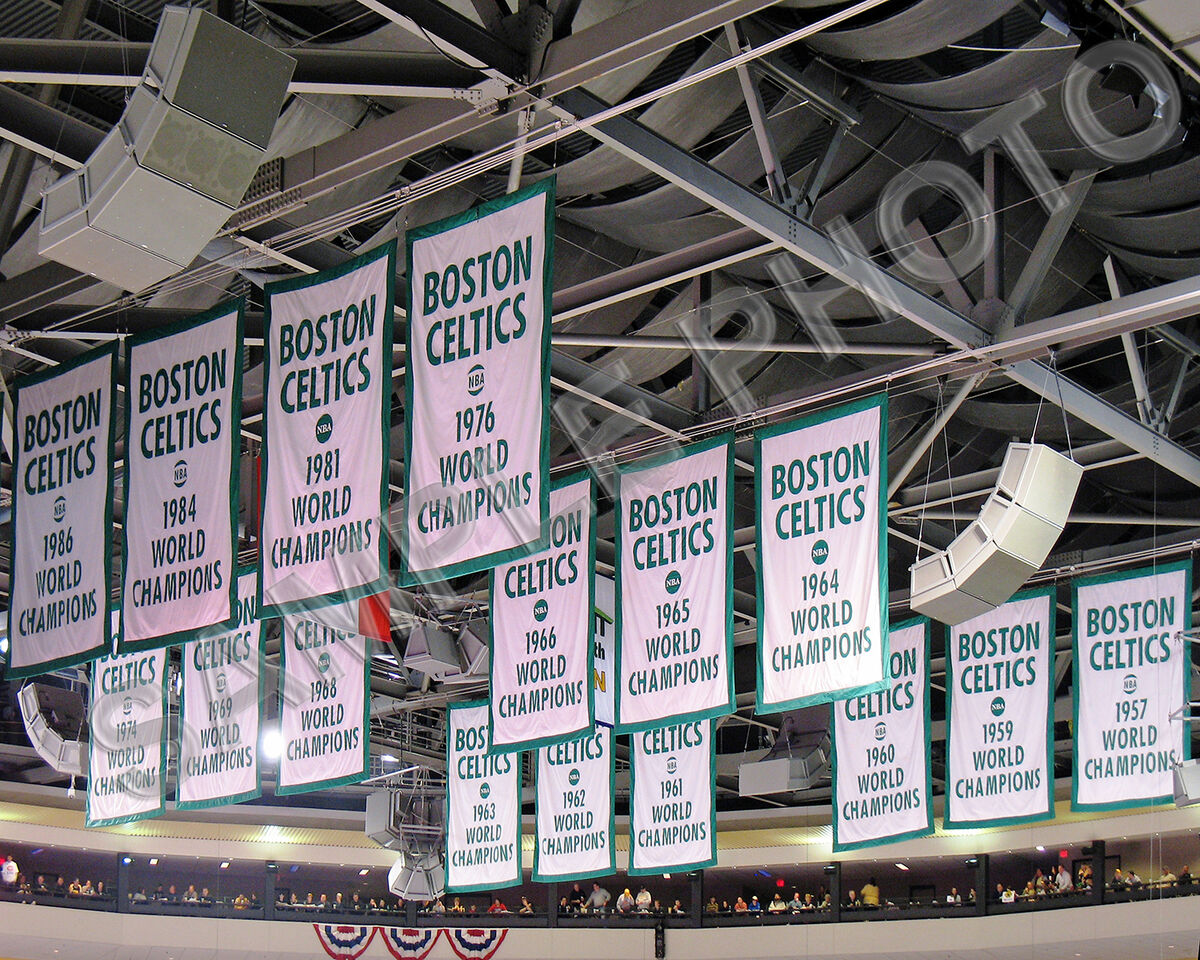 BOSTON
CELTICS
NBA
1986
WORLD
CHAMPIONS
BOSTON
CELTICS
NBA
1984
WORLD
CHAMPIONS
BOSTON
CELTICS
NBA
1981
WORLD
CHAMPIONS
BOSTON
CELTICS
NBA
1976
WORLD
CHAMPIONS
CELTICS
NBA
1974
WORLD
CHAMPIONS
CELTICS
NBA
1969
WORLD
CHAMPIONS
CELTICS
NBA
1968
WORLD
CHAMPIONS
BOSTON
CELTICS
NBA
1966
WORLD
CHAMPIONS
BOSTON
CELTICS
NBA
1965
WORLD
CHAMPIONS
BOSTON
CELTICS
NBA
1964
WORLD
CHAMPIONS
CELTICS
NBA
1963
WORLD
CHAMPIONS
CELTICS
NBA
1962
WORLD
CHAMPIONS
CELTICS
NBA
1961
WORLD
CHAMPIONS
BOSTON
CELTICS
NBA
1960
WORLD
CHAMPIONS
BOSTON
CELTICS
NBA
1959
WORLD
CHAMPIONS
BOSTON
CELTICS
NBA
1957
WORLD
CHAMPIONS
SAMPLE PHOTO